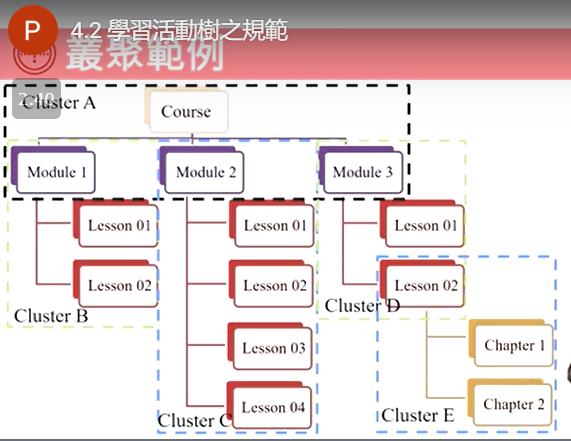 P
4.2 學習活動樹之規範
叢聚範例
2:40
Cluster A
Course
Module 1
Module 2
Module 3
Lesson 01
Lesson 01
Lesson 01
Lesson 02
Lesson 02
Lesson 02
Cluster B
Cluster D
Lesson 03
Chapter 1
Lesson 04
Chapter 2
Cluster C
Cluster E